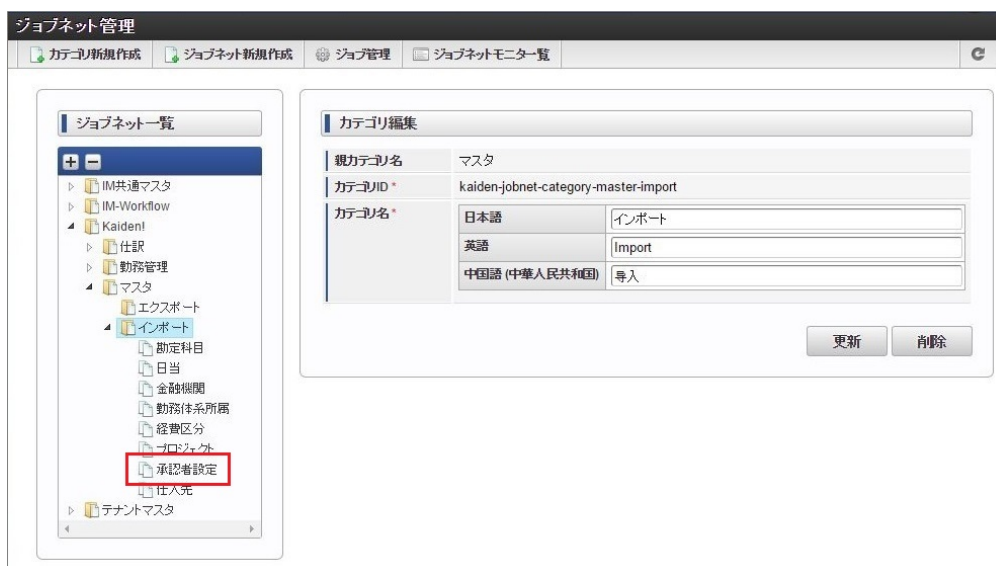 ジョブネット管理
カテゴリ新規作成 ジョブネット新規作成 ジョブ管理 ジョブネットモニター覧
ジョブネット一覧
IM共通マスタ
IM-Workflow
Kaiden!
仕訳
勤務管理
マスタ
エクスポート
インポート
勘定科目
日当
金融機関
勤務体系所属
経費区分
プロジェクト
承認者設定
仕入先
テナントマスタ
カテゴリ編集
親カテゴリ名 マスタ
カテゴリID * kaiden-jobnet-category-master-import
カテゴリ名 *
日本語 インポート
英語 Import
中国語 (中華人民共和国) 导入
更新 削除